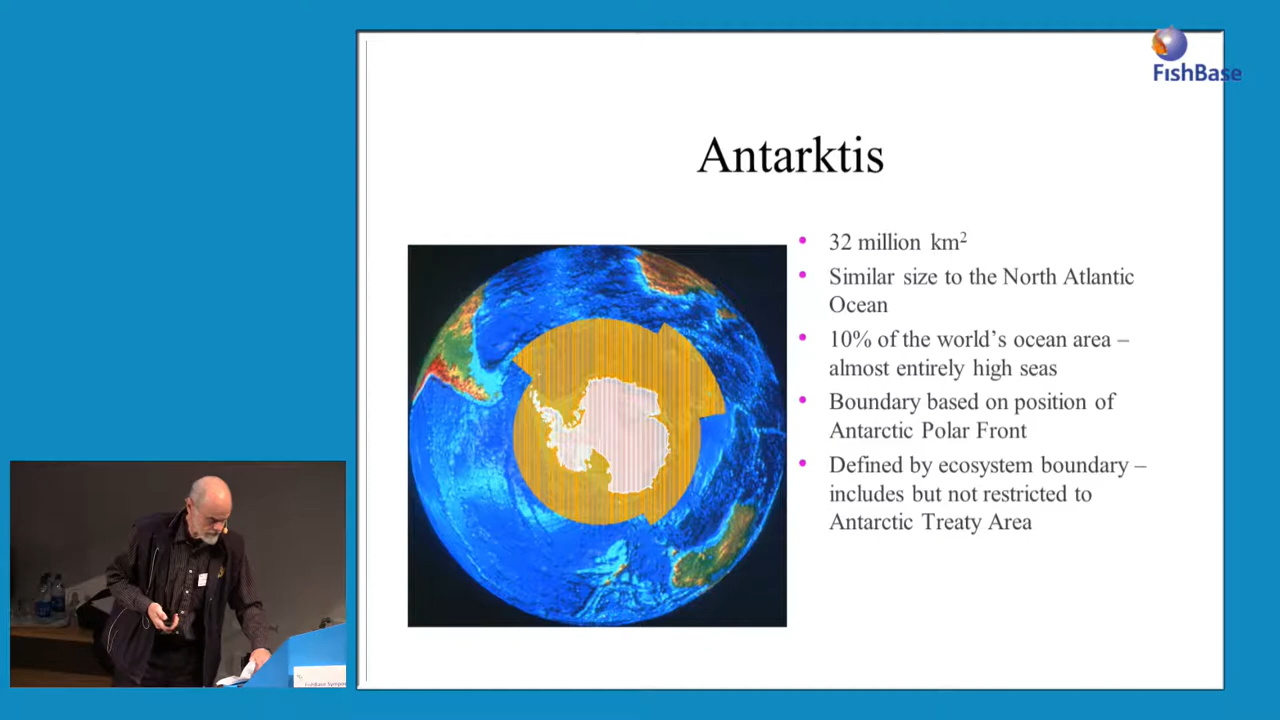 FishBase
Antarktis
• 32 million km²
• Similar size to the North Atlantic
Ocean
• 10% of the world’s ocean area –
almost entirely high seas
• Boundary based on position of
Antarctic Polar Front
• Defined by ecosystem boundary –
includes but not restricted to
Antarctic Treaty Area